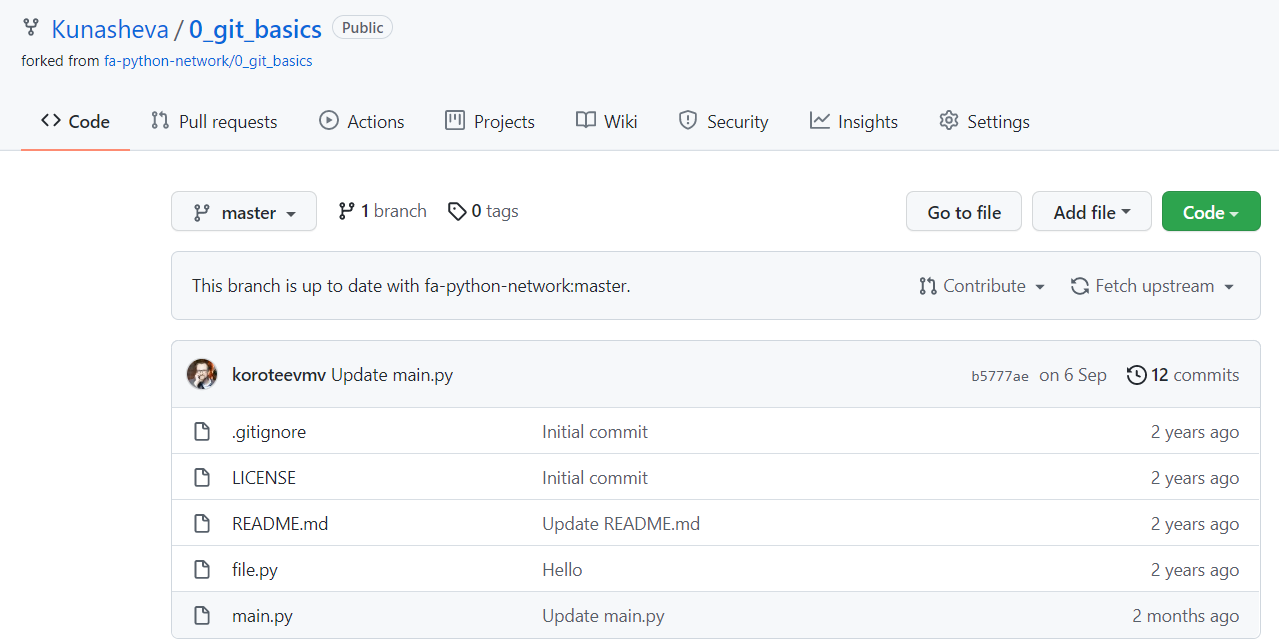 Kunasheva / 0_git_basics Public
forked from fa-python-network/0_git_basics
Code Pull requests Actions Projects Wiki Security Insights Settings
master 1 branch 0 tags Go to file Add file Code
This branch is up to date with fa-python-network:master. Contribute Fetch upstream
koroteevmv Update main.py b5777ae on 6 Sep 12 commits
.gitignore Initial commit 2 years ago
LICENSE Initial commit 2 years ago
README.md Update README.md 2 years ago
file.py Hello 2 years ago
main.py Update main.py 2 months ago